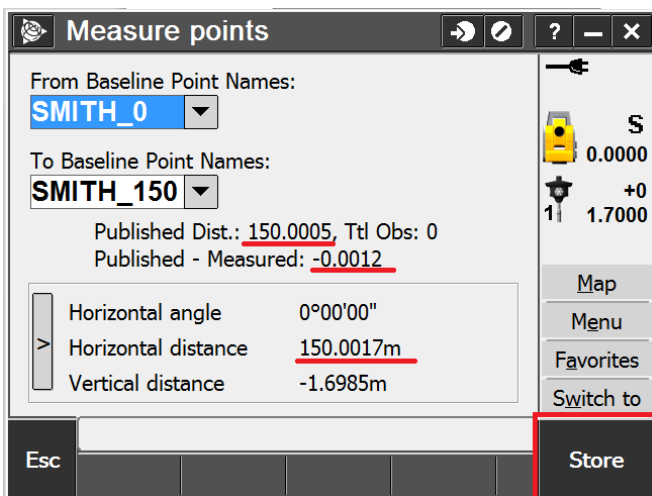 Measure points
? — ×
From Baseline Point Names:
SMITH_0
To Baseline Point Names:
SMITH_150
Published Dist.: 150.0005, Ttl Obs: 0
Published - Measured: -0.0012
Horizontal angle 0°00'00"
> Horizontal distance 150.0017m
Vertical distance -1.6985m
S
0.0000
+0
1 1.7000
Map
Menu
Favorites
Switch to
Esc
Store